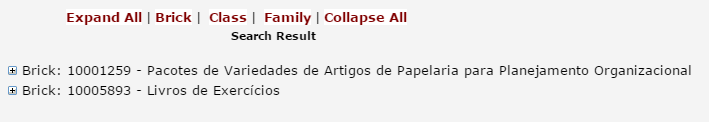 Expand All | Brick | Class | Family | Collapse All
Search Result
Brick: 10001259 - Pacotes de Variedades de Artigos de Papelaria para Planejamento Organizacional
Brick: 10005893 - Livros de Exercícios